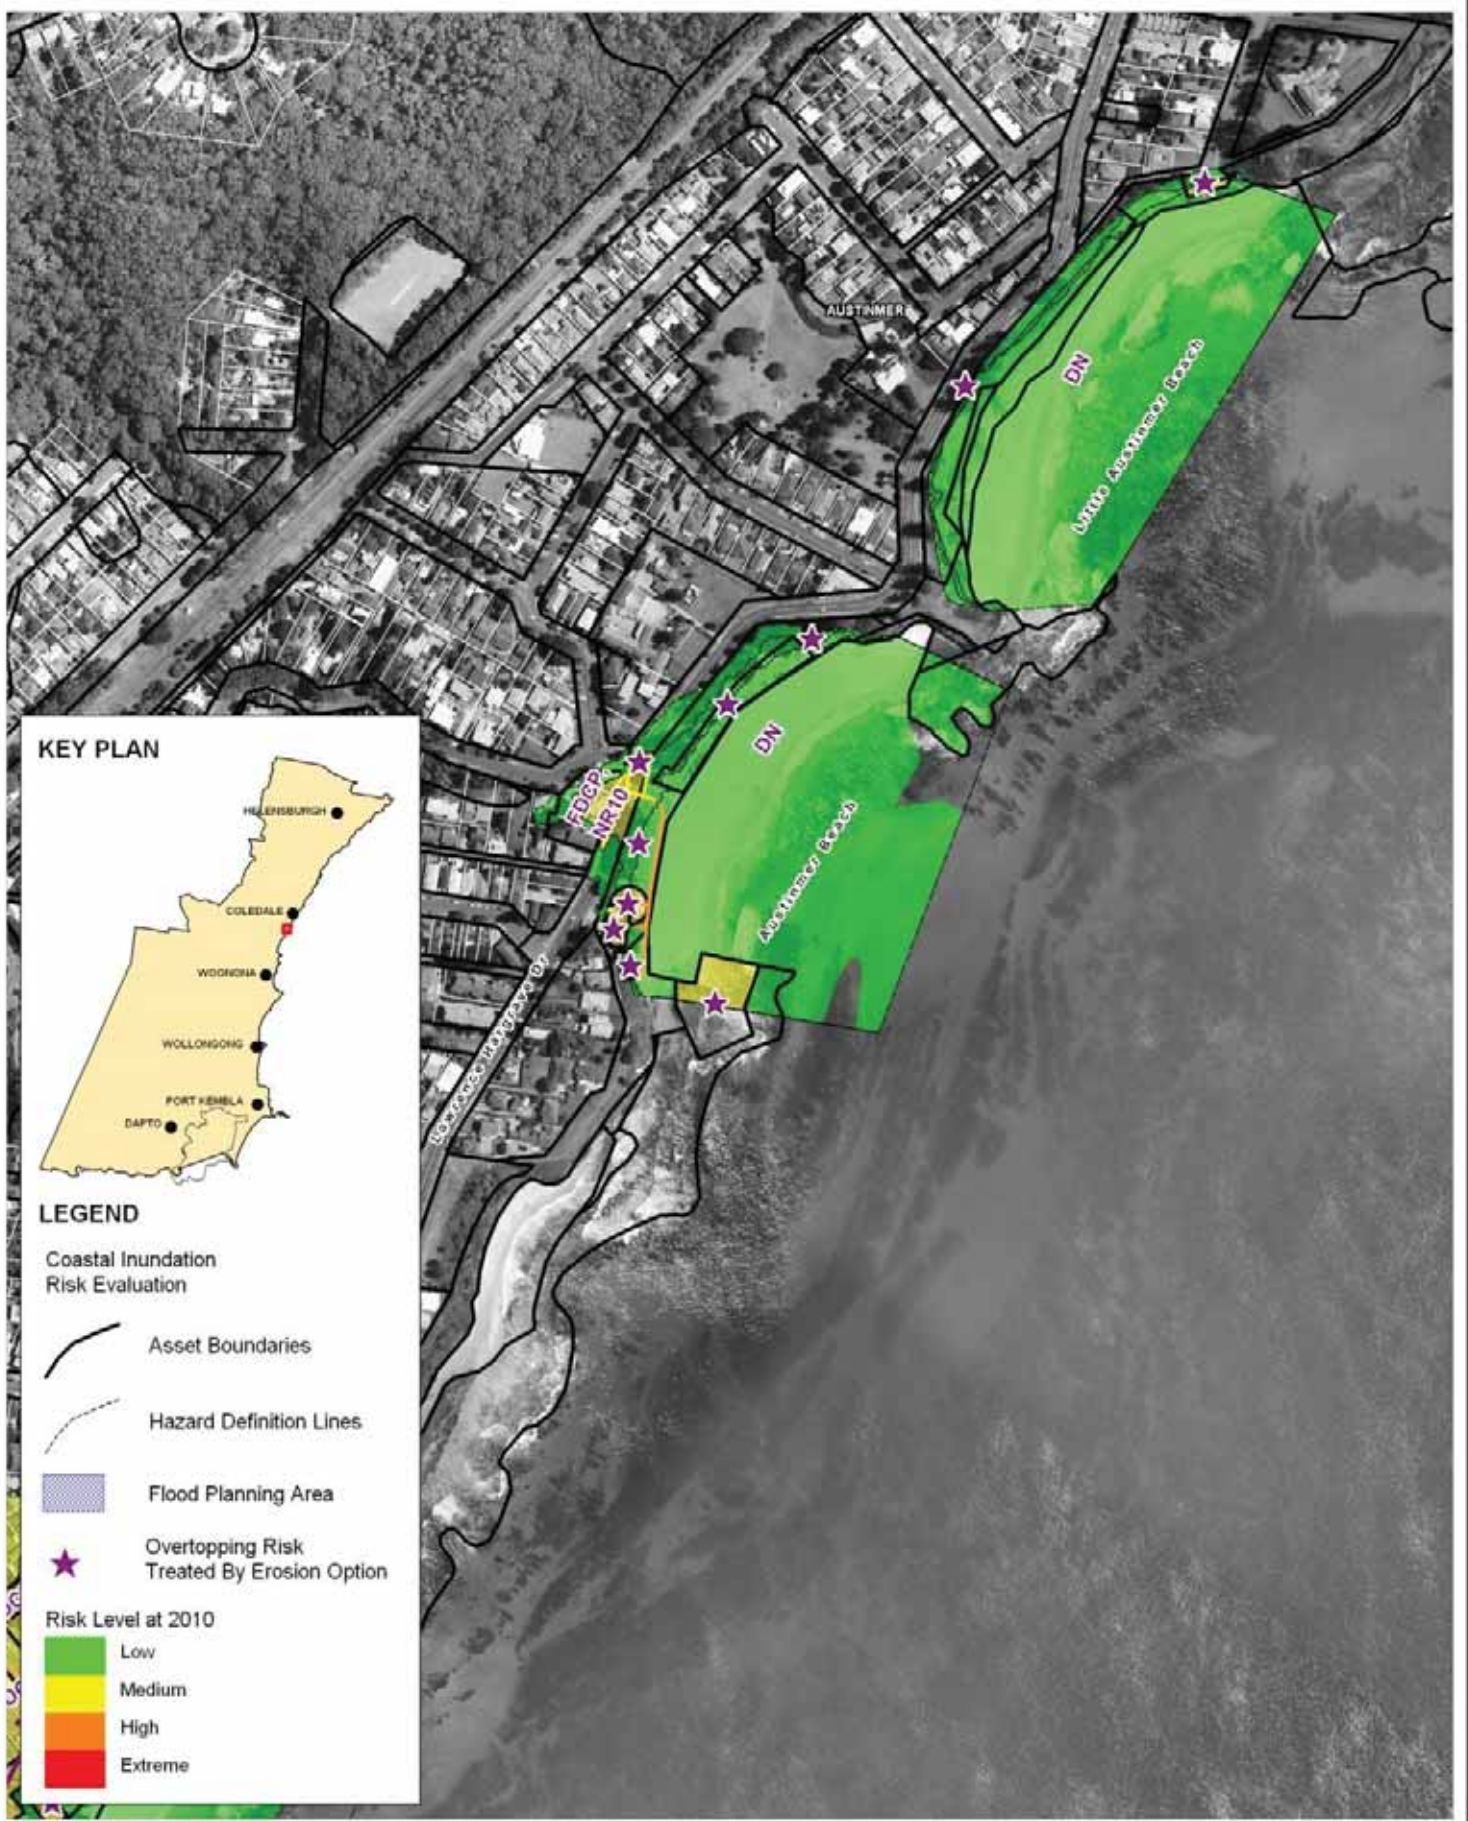 AUSTINMER
DN
Little Austinmer Beach
DN
FDCP,
NR10
Austinmer Beach
Lawrence Hargrave Dr
KEY PLAN
HELENSBURGH
COLEDALE
WOONONA
WOLLONGONG
PORT KEMBLA
DAPTO
LEGEND
Coastal Inundation
Risk Evaluation
Asset Boundaries
Hazard Definition Lines
Flood Planning Area
Overtopping Risk
Treated By Erosion Option
Risk Level at 2010
Low
Medium
High
Extreme